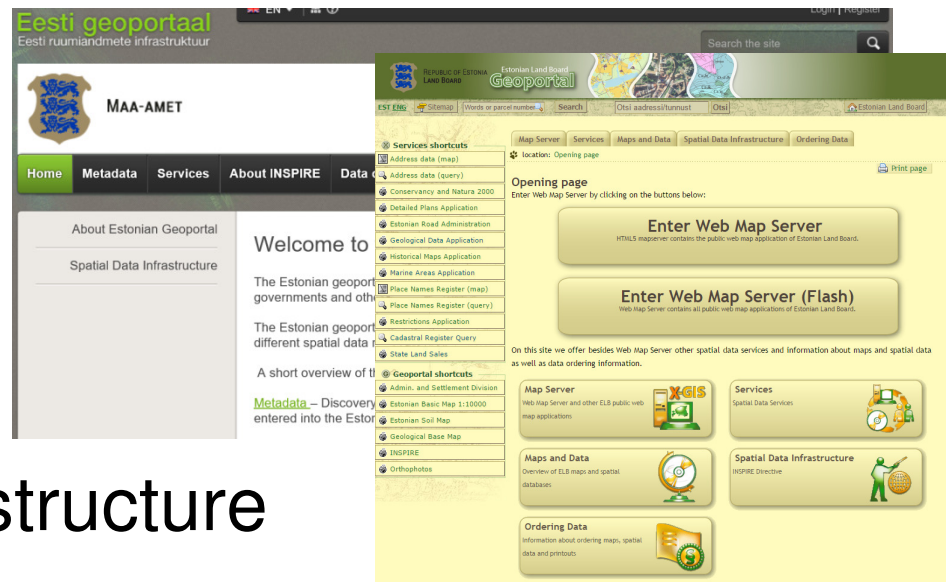 Eesti geoportaal
Eesti ruumiandmete infrastruktuur
EN
Login | Register
Search the site
MAA-AMET
Home Metadata Services About INSPIRE Data
About Estonian Geoportal
Spatial Data Infrastructure
Welcome to
The Estonian
governments and
The Estonian
different spatial data
A short overview of
Metadata – Discovery
entered into the
REPUBLIC OF ESTONIA
LAND BOARD
Estonian Land Board
Geoportal
EST ENG Sitemap Words or parcel number Search Otsi aadressi/tunnust Otsi Estonian Land Board
Map Server Services Maps and Data Spatial Data Infrastructure Ordering Data
location: Opening page
Print page
Services shortcuts
Address data (map)
Address data (query)
Conservancy and Natura 2000
Detailed Plans Application
Estonian Road Administration
Geological Data Application
Historical Maps Application
Marine Areas Application
Place Names Register (map)
Place Names Register (query)
Restrictions Application
Cadastral Register Query
State Land Sales
Geoportal shortcuts
Admin. and Settlement Division
Estonian Basic Map 1:10000
Estonian Soil Map
Geological Base Map
INSPIRE
Orthophotos
Opening page
Enter Web Map Server by clicking on the buttons below:
Enter Web Map Server
HTML5 mapserver contains the public web map application of Estonian Land Board.
Enter Web Map Server (Flash)
Web Map Server contains all public web map applications of Estonian Land Board.
On this site we offer besides Web Map Server other spatial data services and information about maps and spatial data
as well as data ordering information.
Map Server
Web Map Server and other ELB public web
map applications
X-GIS
Services
Spatial Data Services
Maps and Data
Overview of ELB maps and spatial
databases
Spatial Data Infrastructure
INSPIRE Directive
Ordering Data
Information about ordering maps, spatial
data and printouts
structure